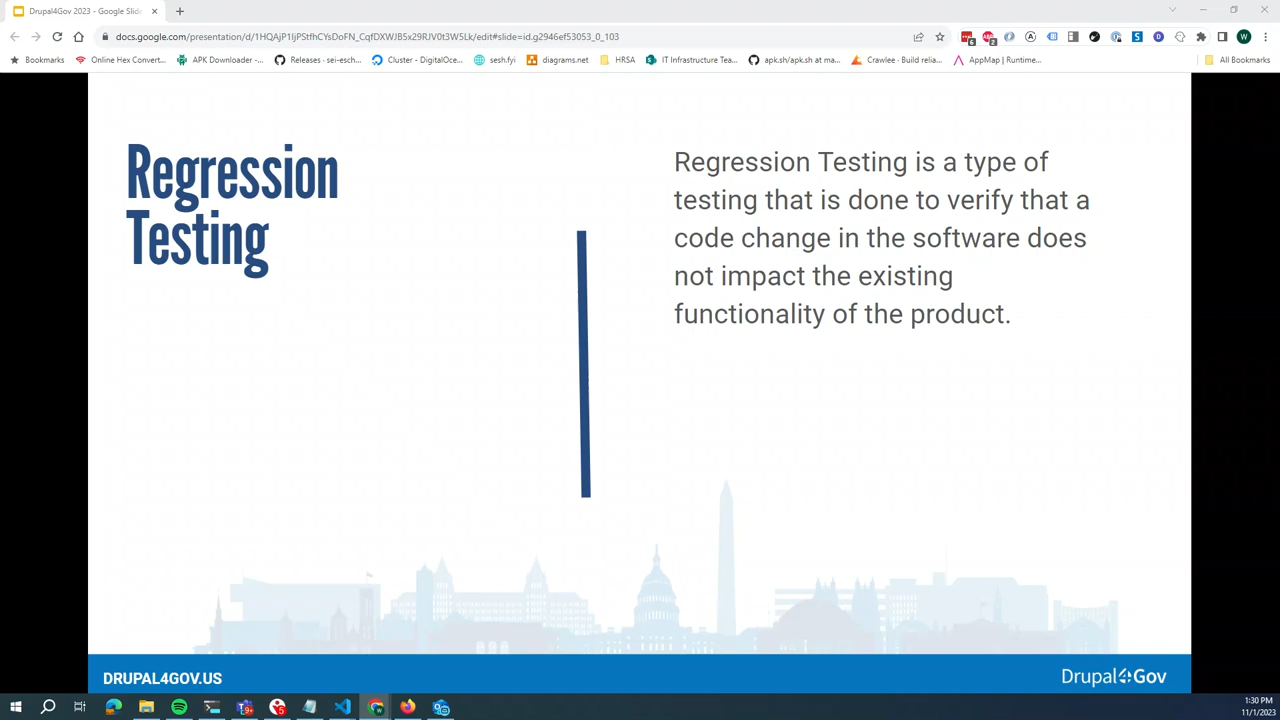 Drupal4Gov 2023 - Google Slide
docs.google.com/presentation/d/1HQAjP1IjPStfhCYsDoFN_CqfDXWJB5x29RJV0t3W5Lk/edit#slide=id.g2946ef53053_0_103
Bookmarks
Online Hex Convert...
APK Downloader -...
Releases · sei-esch...
Cluster - DigitalOce...
sesh.fyi
diagrams.net
HRSA
IT Infrastructure Tea...
apk.sh/apk.sh at ma...
Crawlee · Build relia...
AppMap | Runtime...
All Bookmarks
Regression
Testing
Regression Testing is a type of
testing that is done to verify that a
code change in the software does
not impact the existing
functionality of the product.
DRUPAL4GOV.US
Drupal4Gov
1:30 PM
11/1/2023